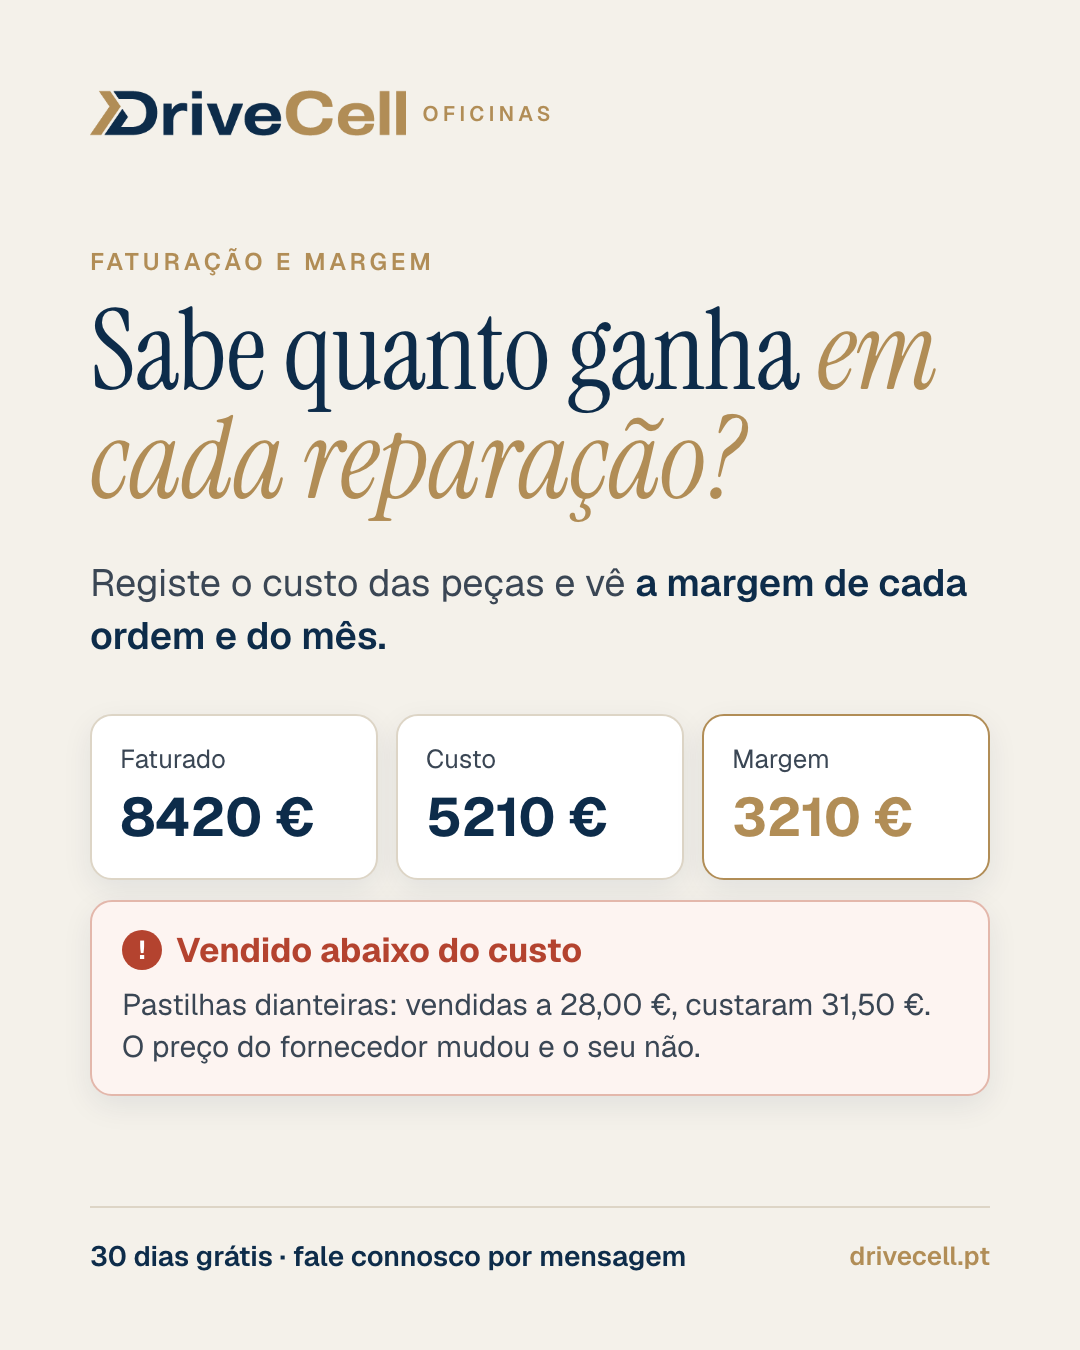 DriveCell OFICINAS
FATURAÇÃO E MARGEM
Sabe quanto ganha em
cada reparação?
Registe o custo das peças e vê a margem de cada
ordem e do mês.
Faturado
8420 €
Custo
5210 €
Margem
3210 €
! Vendido abaixo do custo
Pastilhas dianteiras: vendidas a 28,00 €, custaram 31,50 €.
O preço do fornecedor mudou e o seu não.
30 dias grátis · fale connosco por mensagem
drivecell.pt